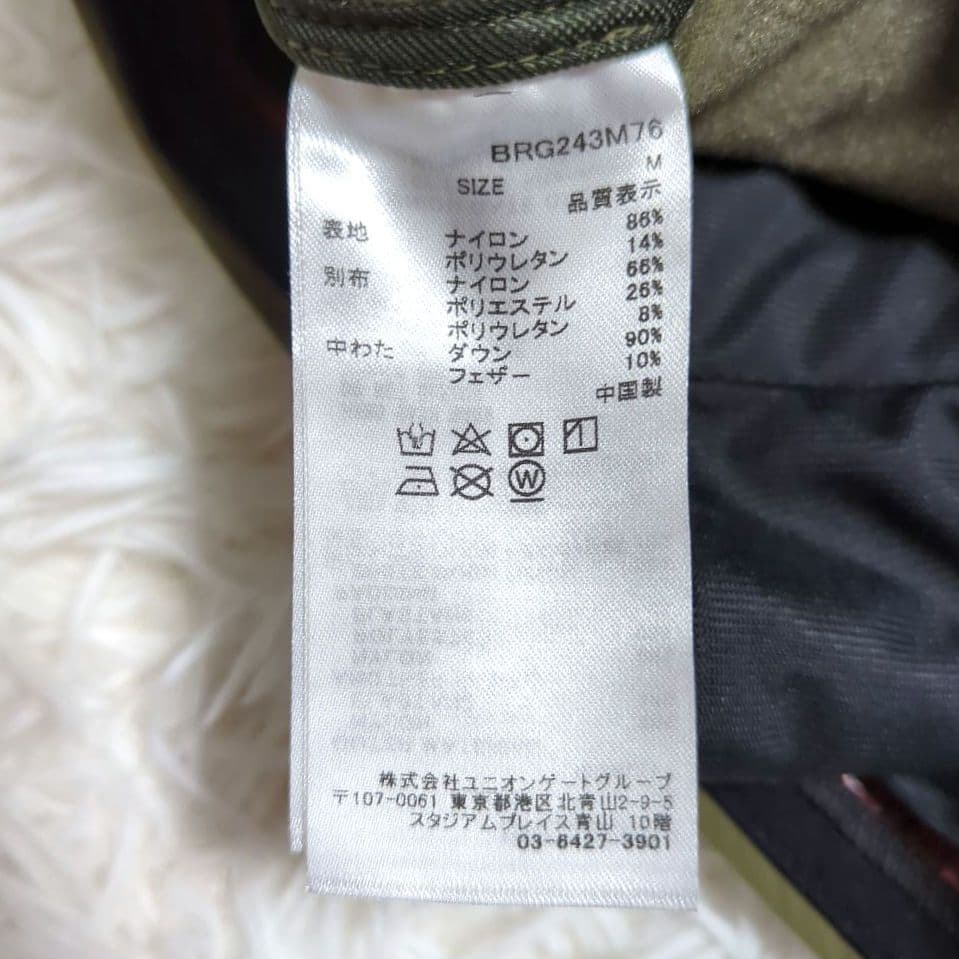 BRG243M76
SIZE M
品質表示
表地 ナイロン 86%
ポリウレタン 14%
別布 ナイロン 66%
ポリエステル 26%
ポリウレタン 8%
中わた ダウン 90%
フェザー 10%
中国製
W
株式会社ユニオンゲートグループ
〒107-0061 東京都港区北青山2-9-5
スタジアムプレイス青山 10階
03-6427-3901